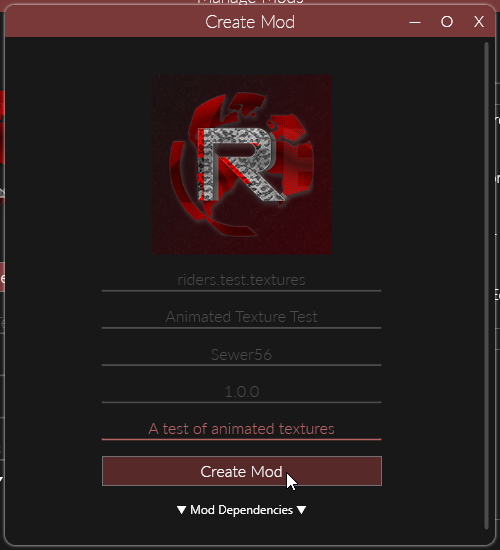 Manage Mods
Create Mod
R
riders.test.textures
Animated Texture Test
Sewer56
1.0.0
A test of animated textures
Create Mod
▼ Mod Dependencies ▼